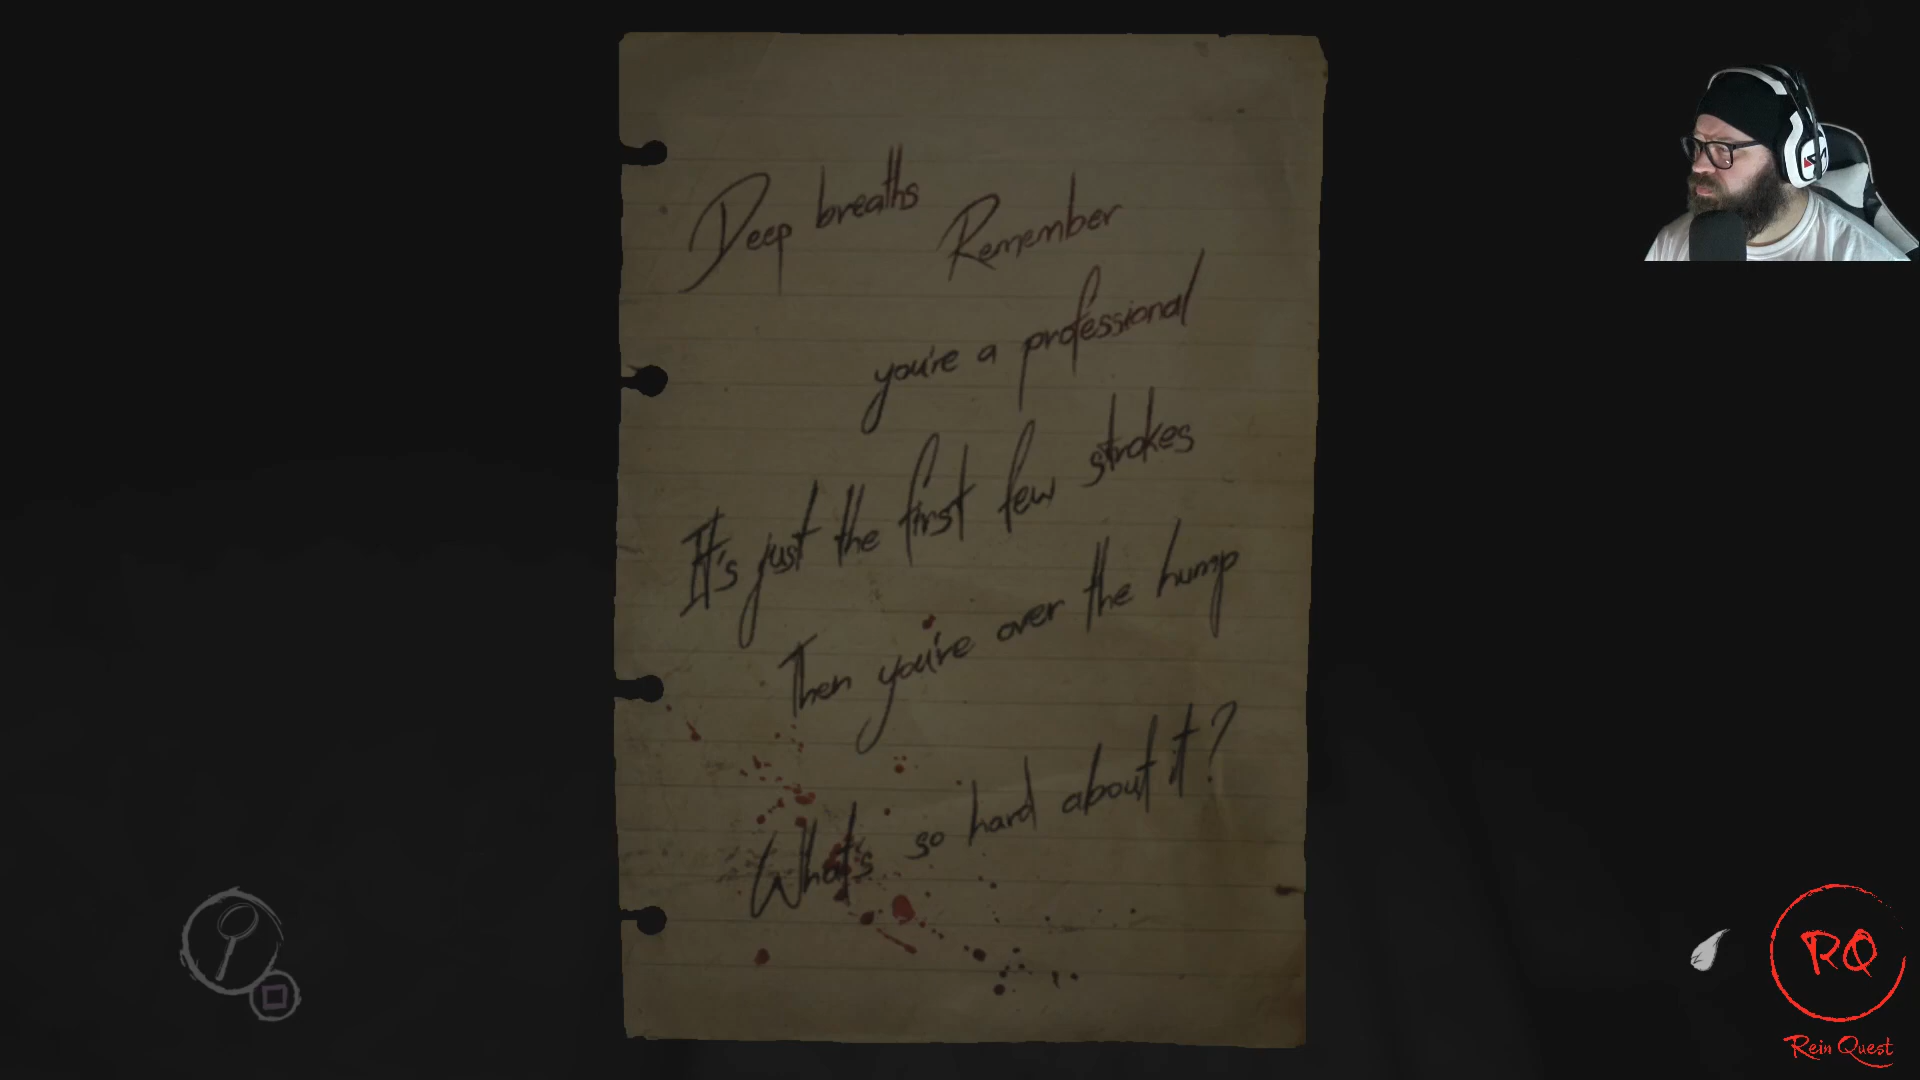 Deep breaths
Remember
you're a professional
It's just the first few strokes
Then you're over the hump
What's so hard about it?
RQ
Rein Quest